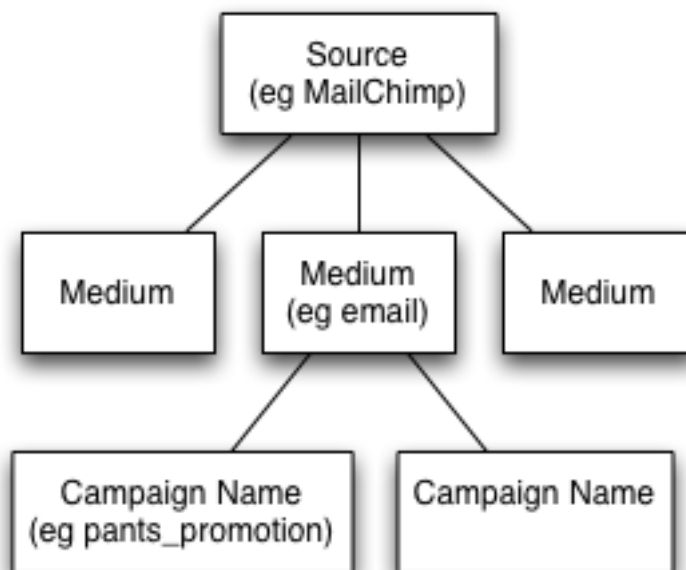 Source
(eg MailChimp)
Medium
Medium
(eg email)
Medium
Campaign Name
(eg pants_promotion)
Campaign Name